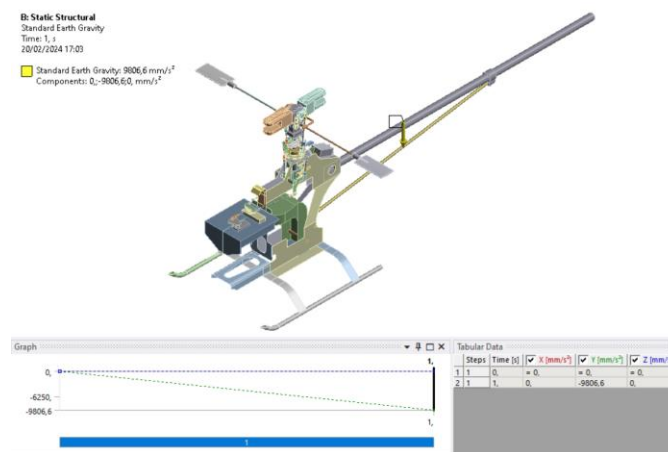 B: Static Structural
Standard Earth Gravity
Time: 1, s
20/02/2024 17:03
Standard Earth Gravity: 9806,6 mm/s²
Components: 0,;-9806,6;0, mm/s²
Graph
1,
0,
-6250,
-9806,6
1,
1
Tabular Data
Steps Time [s] X [mm/s²] Y [mm/s²] Z [mm/s
1 1 0, = 0, = 0, = 0,
2 1 1, 0, -9806,6 0,